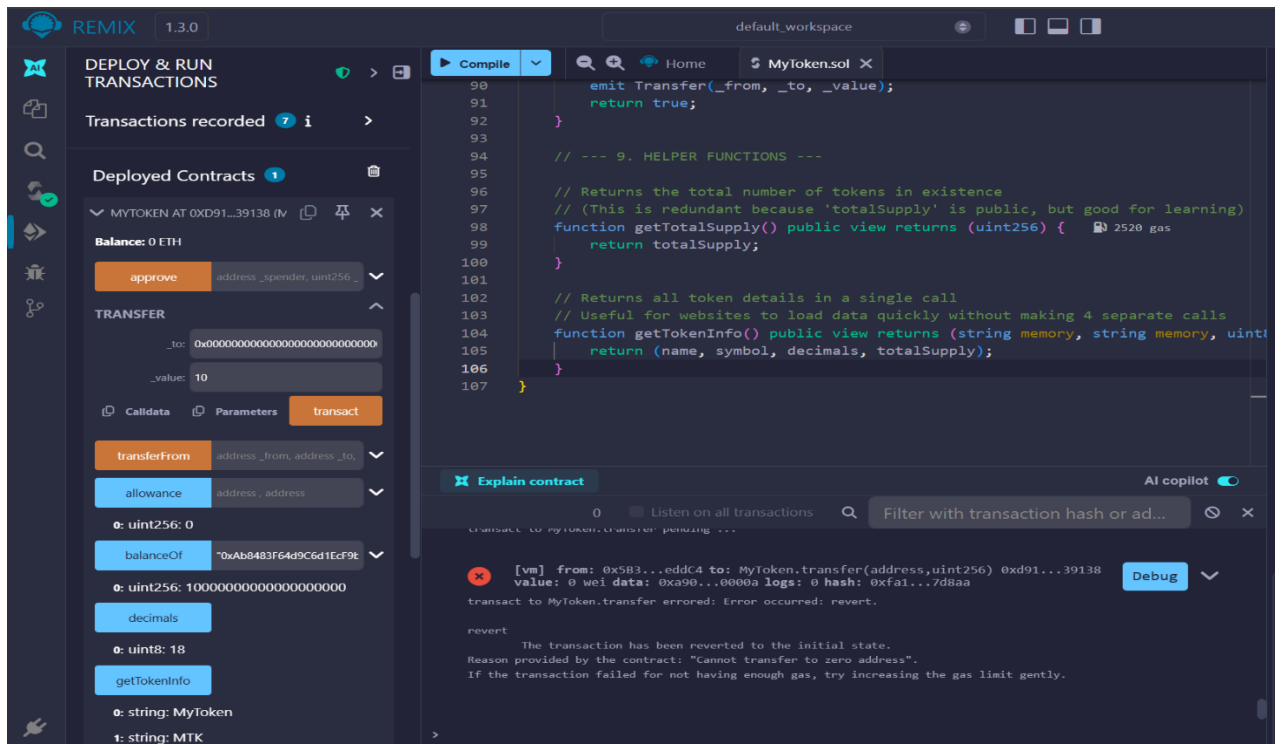 REMIX 1.3.0
default_workspace
DEPLOY & RUN
TRANSACTIONS
Transactions recorded 7 i
Deployed Contracts 1
MYTOKEN AT 0XD91...39138 (M
Balance: 0 ETH
approve address _spender, uint256 _
TRANSFER
_to: 0x00000000000000000000000000000
_value: 10
Calldata Parameters transact
transferFrom address _from, address _to,
allowance address , address
0: uint256: 0
balanceOf "0xAb8483F64d9C6d1EcF9b
0: uint256: 10000000000000000000
decimals
0: uint8: 18
getTokenInfo
0: string: MyToken
1: string: MTK
AI
Compile Home MyToken.sol
90 emit Transfer(_from, _to, _value);
91 return true;
92 }
93
94 // --- 9. HELPER FUNCTIONS ---
95
96 // Returns the total number of tokens in existence
97 // (This is redundant because 'totalSupply' is public, but good for learning)
98 function getTotalSupply() public view returns (uint256) { 2520 gas
99 return totalSupply;
100 }
101
102 // Returns all token details in a single call
103 // Useful for websites to load data quickly without making 4 separate calls
104 function getTokenInfo() public view returns (string memory, string memory, uint8
105 return (name, symbol, decimals, totalSupply);
106 }
107 }
Explain contract AI copilot
0 Listen on all transactions Filter with transaction hash or ad...
transact to MyToken.transfer pending ...
[vm] from: 0x5B3...eddC4 to: MyToken.transfer(address,uint256) 0xd91...39138
value: 0 wei data: 0xa90...0000a logs: 0 hash: 0xfa1...7d8aa
Debug
transact to MyToken.transfer errored: Error occurred: revert.
revert
The transaction has been reverted to the initial state.
Reason provided by the contract: "Cannot transfer to zero address".
If the transaction failed for not having enough gas, try increasing the gas limit gently.
>